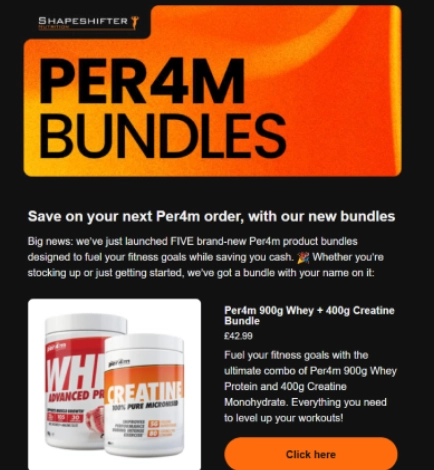 SHAPESHIFTER
NUTRITION
PER4M
BUNDLES
Save on your next Per4m order, with our new bundles
Big news: we've just launched FIVE brand-new Per4m product bundles
designed to fuel your fitness goals while saving you cash. 🎉 Whether you're
stocking up or just getting started, we've got a bundle with your name on it:
Per4m 900g Whey + 400g Creatine
Bundle
£42.99
Fuel your fitness goals with the
ultimate combo of Per4m 900g Whey
Protein and 400g Creatine
Monohydrate. Everything you need
to level up your workouts!
Click here
PER4M
WH
ADVANCED PR
PER4M
CREATINE
100% PURE MICRONISED